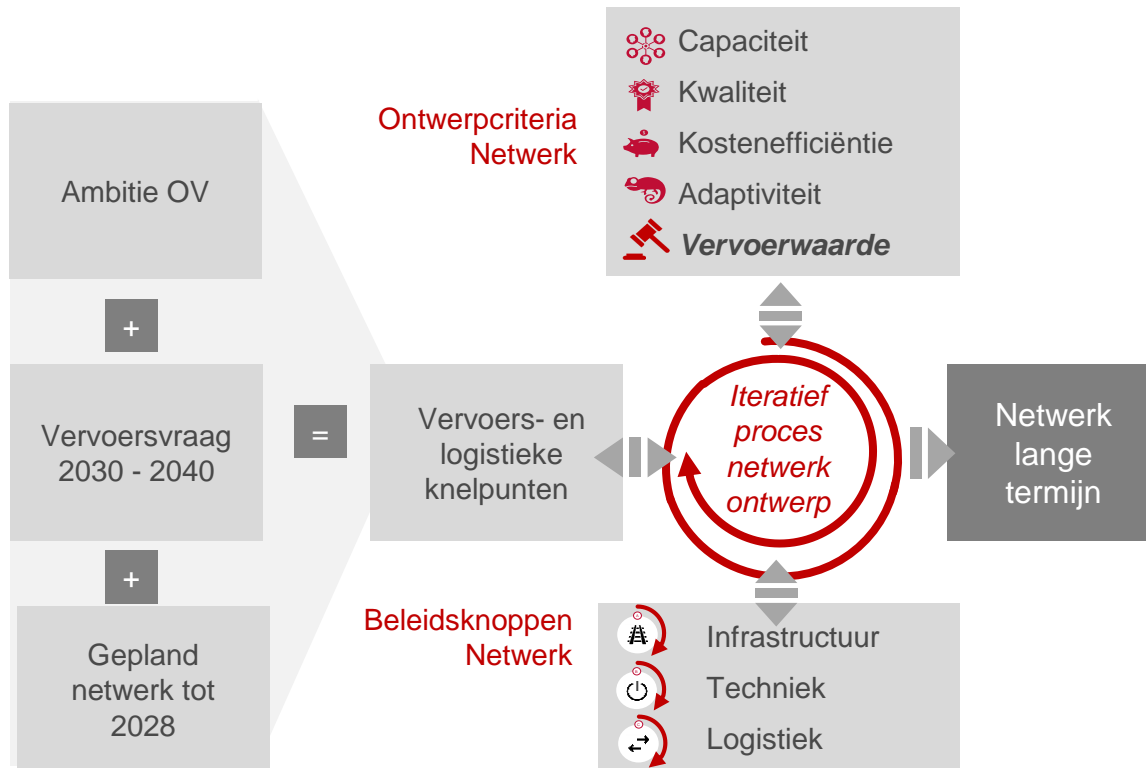 Ambitie OV
+
Vervoersvraag
2030 - 2040
+
Gepland
netwerk tot
2028
=
Vervoers- en
logistieke
knelpunten
Ontwerpcriteria
Netwerk
Capaciteit
Kwaliteit
Kostenefficiëntie
Adaptiviteit
Vervoerwaarde
Iteratief
proces
netwerk
ontwerp
Beleidsknoppen
Netwerk
Infrastructuur
Techniek
Logistiek
Netwerk
lange
termijn